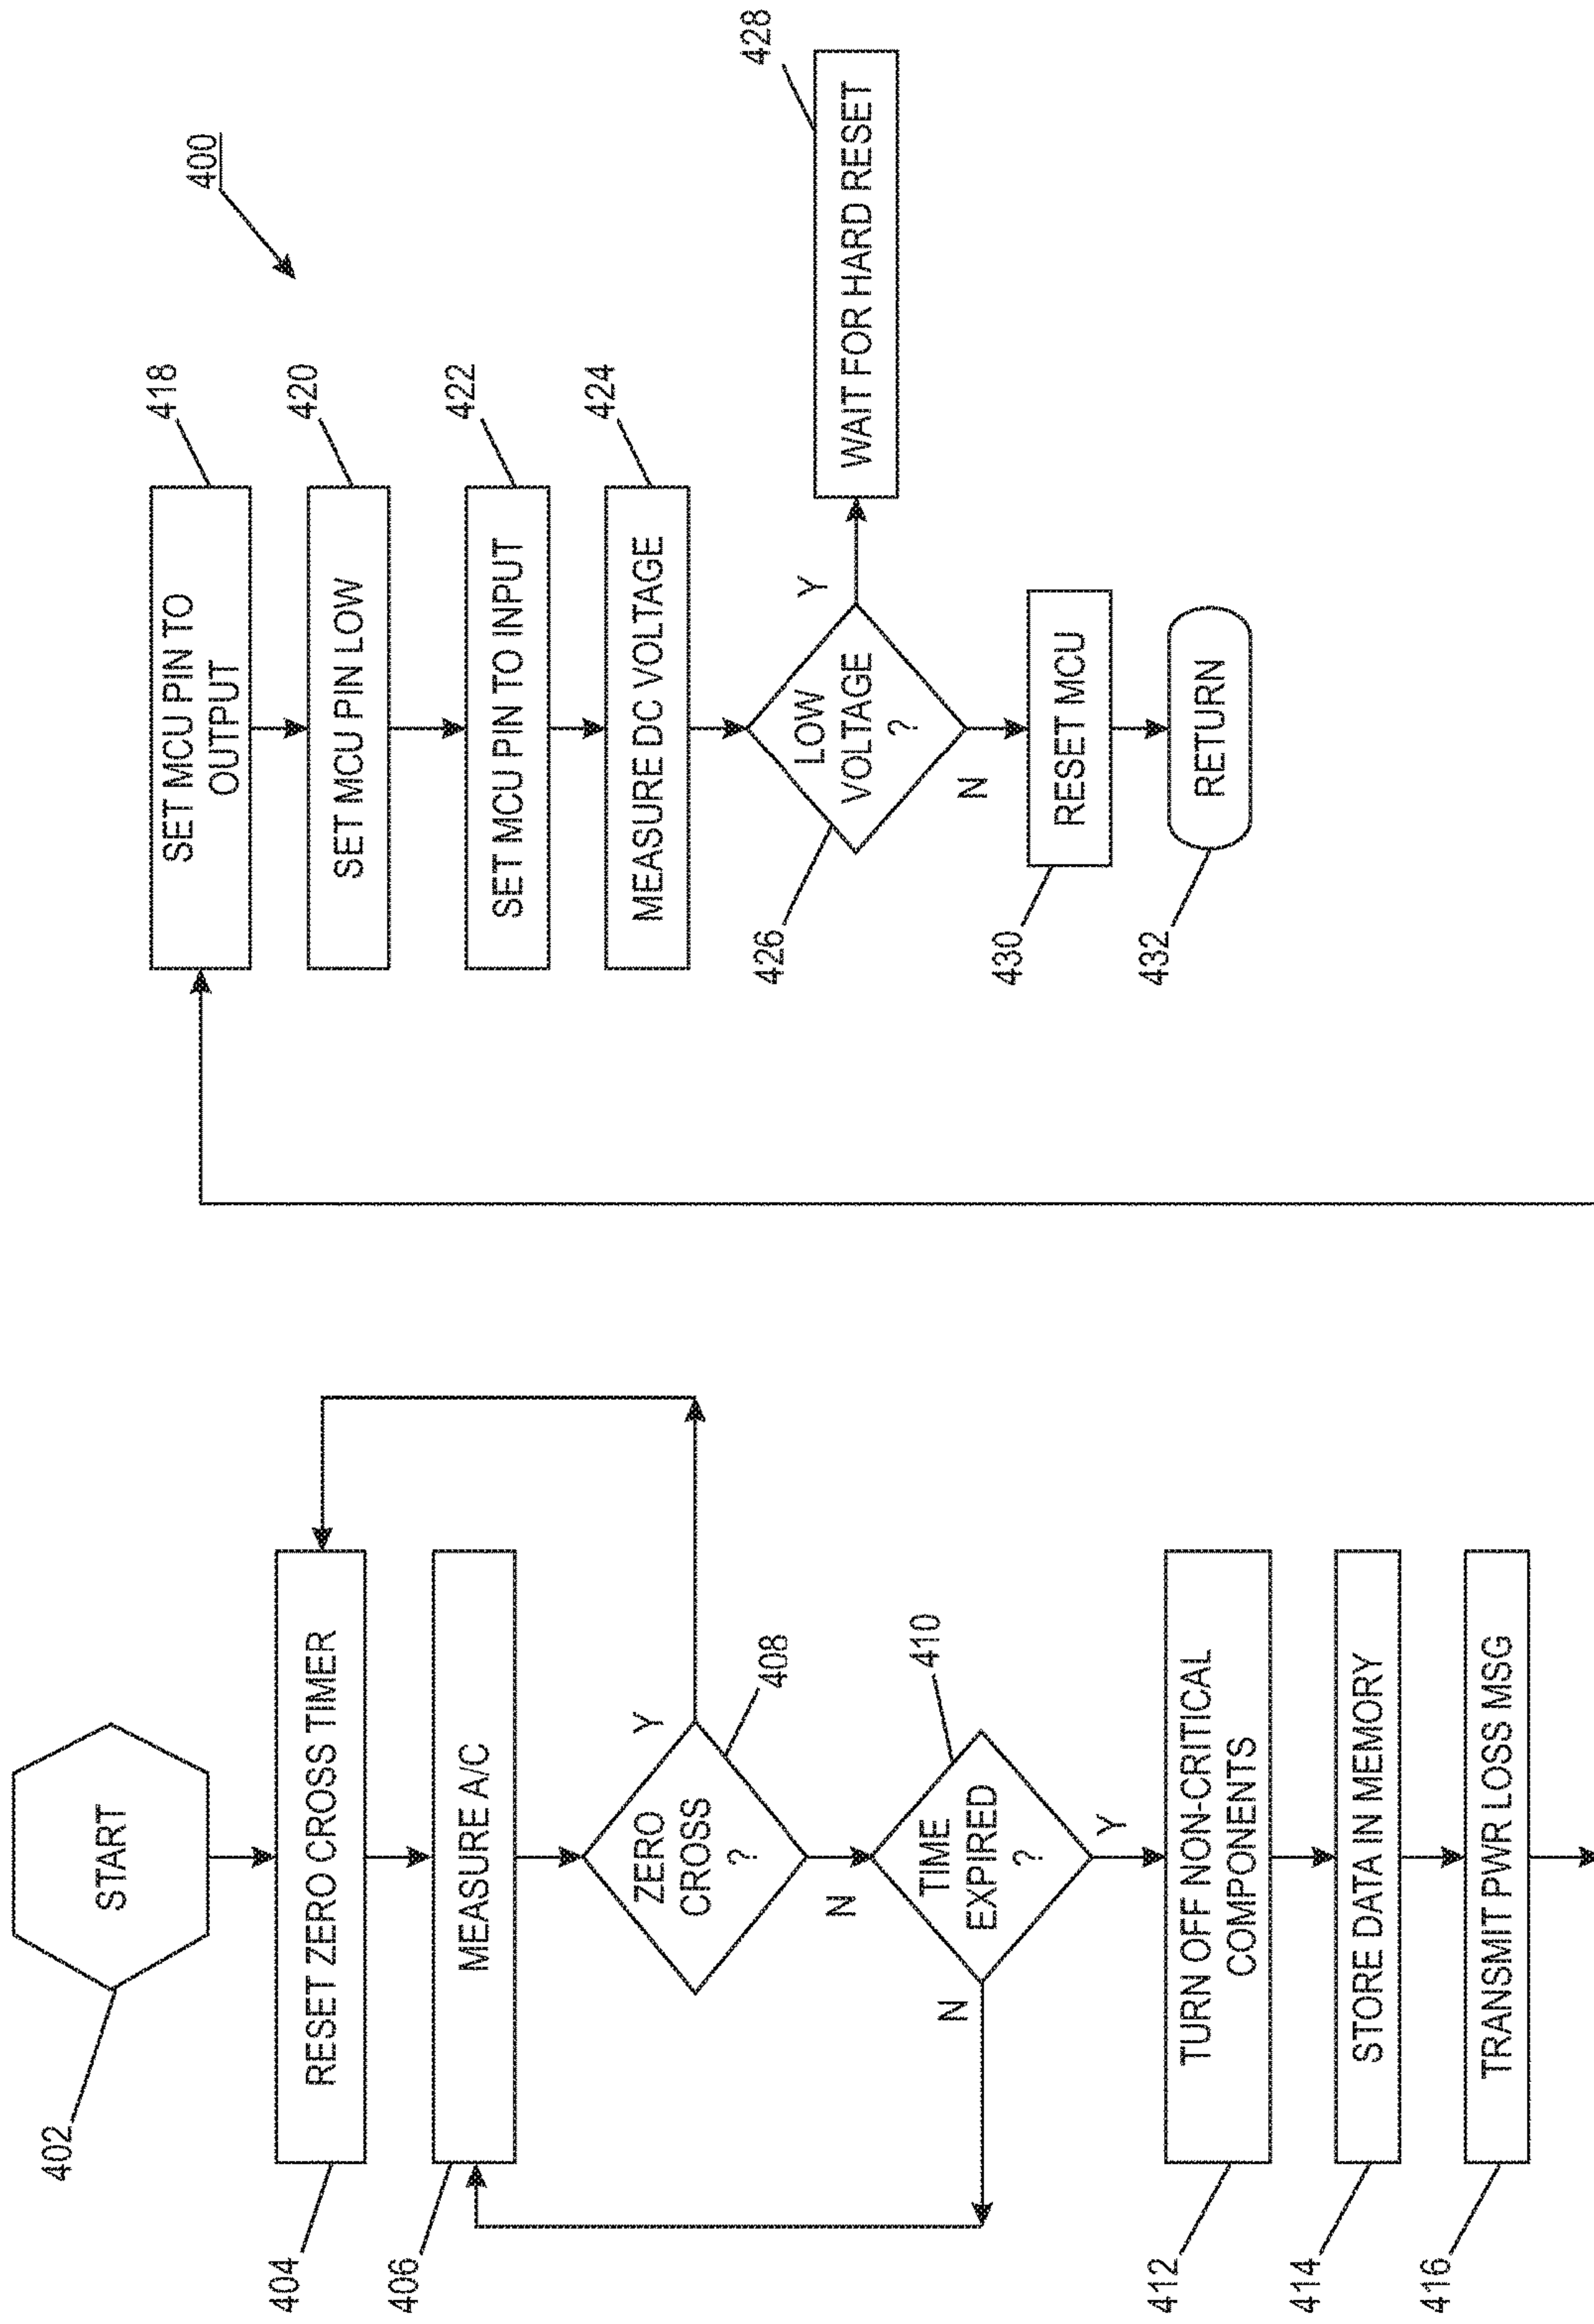 400
402
START
404
RESET ZERO CROSS TIMER
406
MEASURE A/C
ZERO
CROSS
?
Y
408
N
TIME
EXPIRED
?
410
N
Y
412
TURN OFF NON-CRITICAL
COMPONENTS
414
STORE DATA IN MEMORY
416
TRANSMIT PWR LOSS MSG
SET MCU PIN TO
OUTPUT
418
SET MCU PIN LOW
420
SET MCU PIN TO INPUT
422
MEASURE DC VOLTAGE
424
LOW
VOLTAGE
?
426
Y
WAIT FOR HARD RESET
428
N
RESET MCU
430
RETURN
432